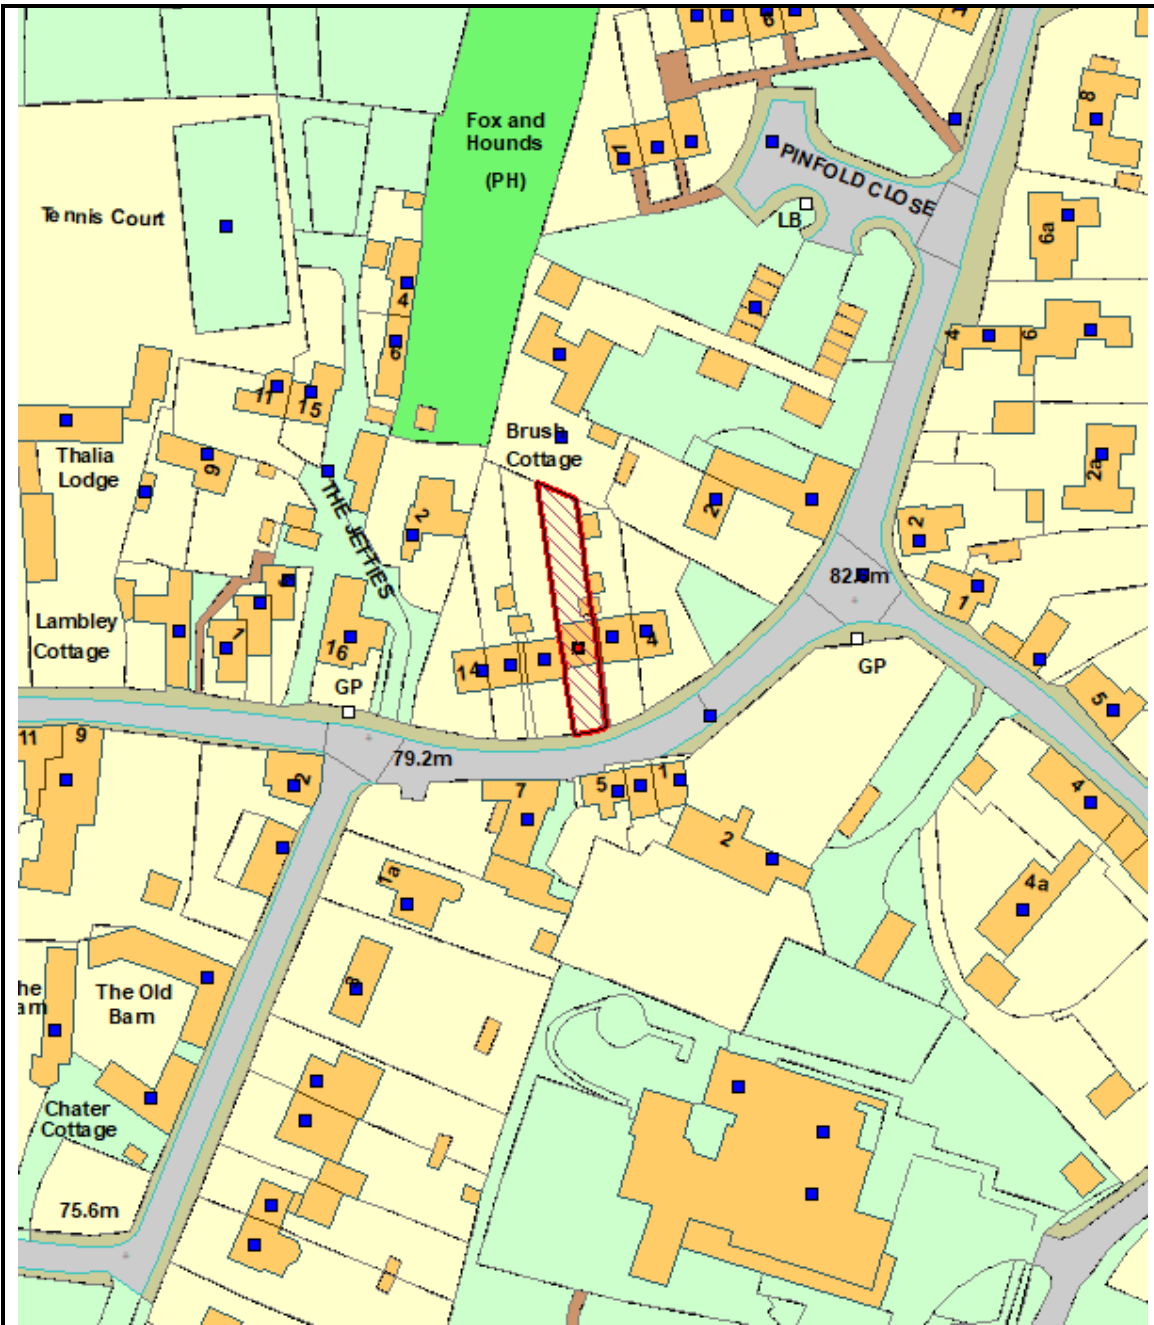 Fox and
Hounds
(PH)
8
1
PINFOLD CLOSE
LB
6a
Tennis Court
4
6
4
6
11
15
Brush
Cottage
Thalia
Lodge
9
2a
THE JETTIES
2
2
2
82.6m
1
Lambley
Cottage
7
16
14
4
GP
GP
5
11
9
79.2m
2
7
5
1
2
4
1a
4a
8
The Old
Barn
Chater
Cottage
75.6m